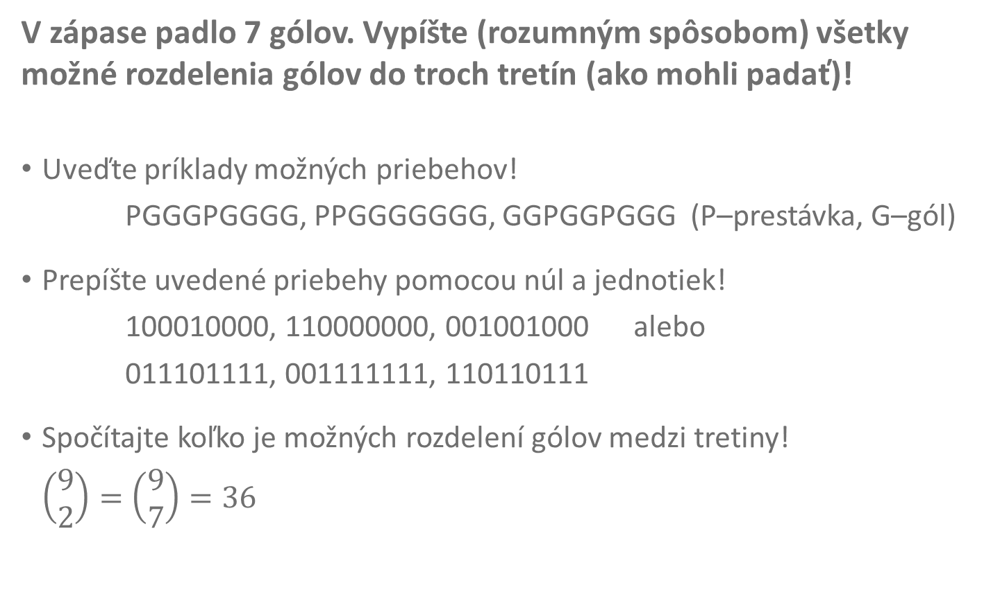 V zápase padlo 7 gólov. Vypíšte (rozumným spôsobom) všetky
možné rozdelenia gólov do troch tretín (ako mohli padať)!
• Uveďte príklady možných priebehov!
PGGGPGGGG, PPGGGGGGG, GGPGGPGGG (P–prestávka, G–gól)
• Prepíšte uvedené priebehy pomocou núl a jednotiek!
100010000, 110000000, 001001000 alebo
011101111, 001111111, 110110111
• Spočítajte koľko je možných rozdelení gólov medzi tretiny!
(9 2) = (9 7) = 36